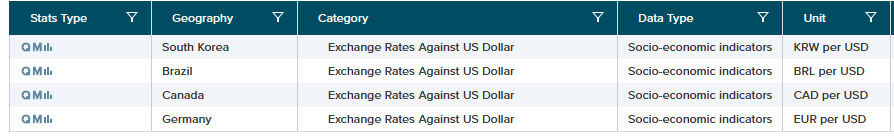 Stats Type Geography Category Data Type Unit
QM South Korea Exchange Rates Against US Dollar Socio-economic indicators KRW per USD
QM Brazil Exchange Rates Against US Dollar Socio-economic indicators BRL per USD
QM Canada Exchange Rates Against US Dollar Socio-economic indicators CAD per USD
QM Germany Exchange Rates Against US Dollar Socio-economic indicators EUR per USD